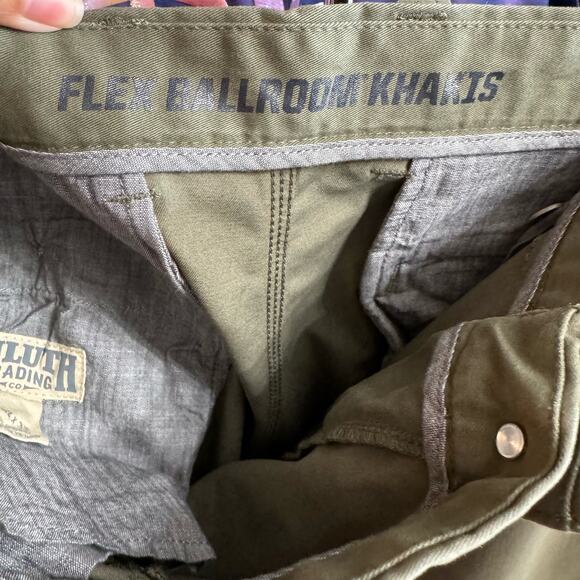 FLEX BALLROOM KHAKIS
ULUTH
RADING
CO